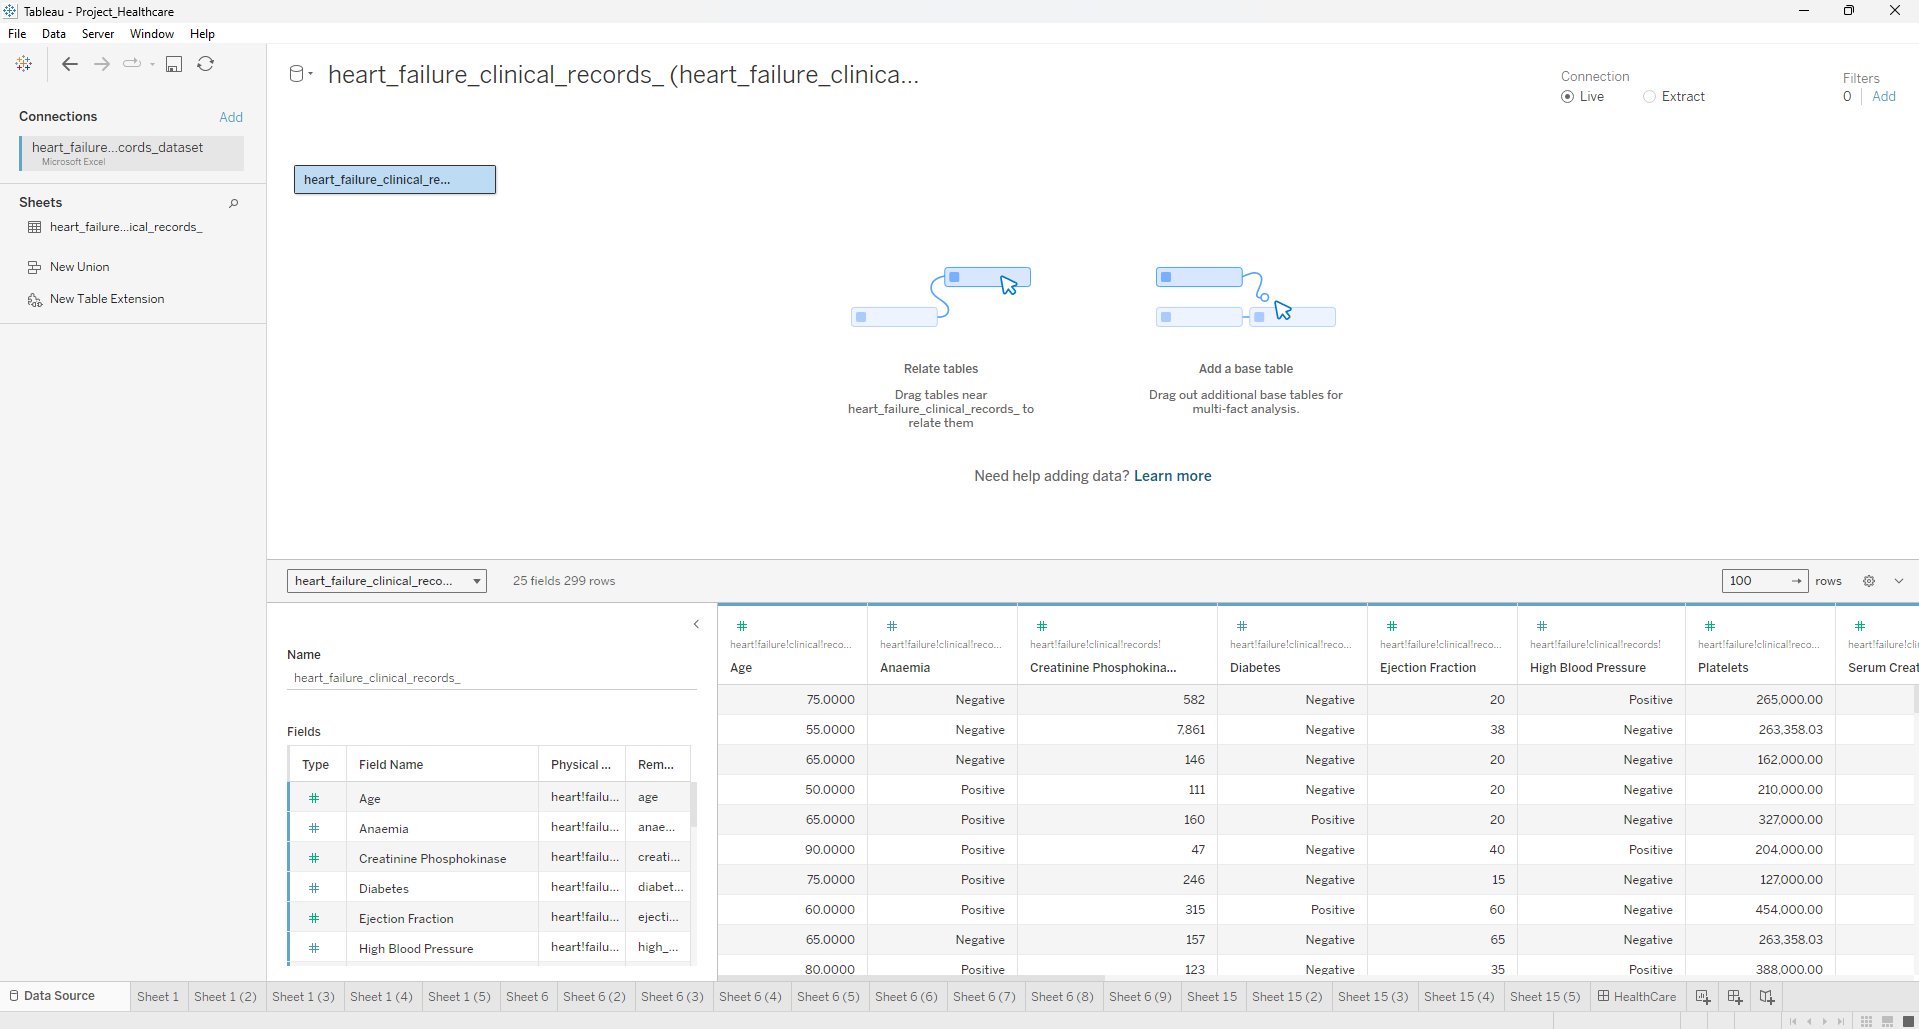 Tableau - Project_Healthcare
File Data Server Window Help
heart_failure_clinical_records_ (heart_failure_clinica...
Connection
Live Extract
Filters
0 Add
Connections Add
heart_failure...cords_dataset
Microsoft Excel
Sheets
heart_failure...ical_records_
New Union
New Table Extension
heart_failure_clinical_re...
Relate tables
Drag tables near
heart_failure_clinical_records_ to
relate them
Add a base table
Drag out additional base tables for
multi-fact analysis.
Need help adding data? Learn more
heart_failure_clinical_reco... 25 fields 299 rows 100 → rows
Name
heart_failure_clinical_records_
Fields
Type Field Name Physical ... Rem...
# Age heart!failu... age
# Anaemia heart!failu... anae...
# Creatinine Phosphokinase heart!failu... creati...
# Diabetes heart!failu... diabet...
# Ejection Fraction heart!failu... ejecti...
# High Blood Pressure heart!failu... high_...
# # # # # # # #
heart!failure!clinical!reco... heart!failure!clinical!reco... heart!failure!clinical!records! heart!failure!clinical!reco... heart!failure!clinical!reco... heart!failure!clinical!records! heart!failure!clinical!reco... heart!failure!cli
Age Anaemia Creatinine Phosphokina... Diabetes Ejection Fraction High Blood Pressure Platelets Serum Creat
75.0000 Negative 582 Negative 20 Positive 265,000.00
55.0000 Negative 7,861 Negative 38 Negative 263,358.03
65.0000 Negative 146 Negative 20 Negative 162,000.00
50.0000 Positive 111 Negative 20 Negative 210,000.00
65.0000 Positive 160 Positive 20 Negative 327,000.00
90.0000 Positive 47 Negative 40 Positive 204,000.00
75.0000 Positive 246 Negative 15 Negative 127,000.00
60.0000 Positive 315 Positive 60 Negative 454,000.00
65.0000 Negative 157 Negative 65 Negative 263,358.03
80.0000 Positive 123 Negative 35 Positive 388,000.00
Data Source Sheet 1 Sheet 1 (2) Sheet 1 (3) Sheet 1 (4) Sheet 1 (5) Sheet 6 Sheet 6 (2) Sheet 6 (3) Sheet 6 (4) Sheet 6 (5) Sheet 6 (6) Sheet 6 (7) Sheet 6 (8) Sheet 6 (9) Sheet 15 Sheet 15 (2) Sheet 15 (3) Sheet 15 (4) Sheet 15 (5) HealthCare